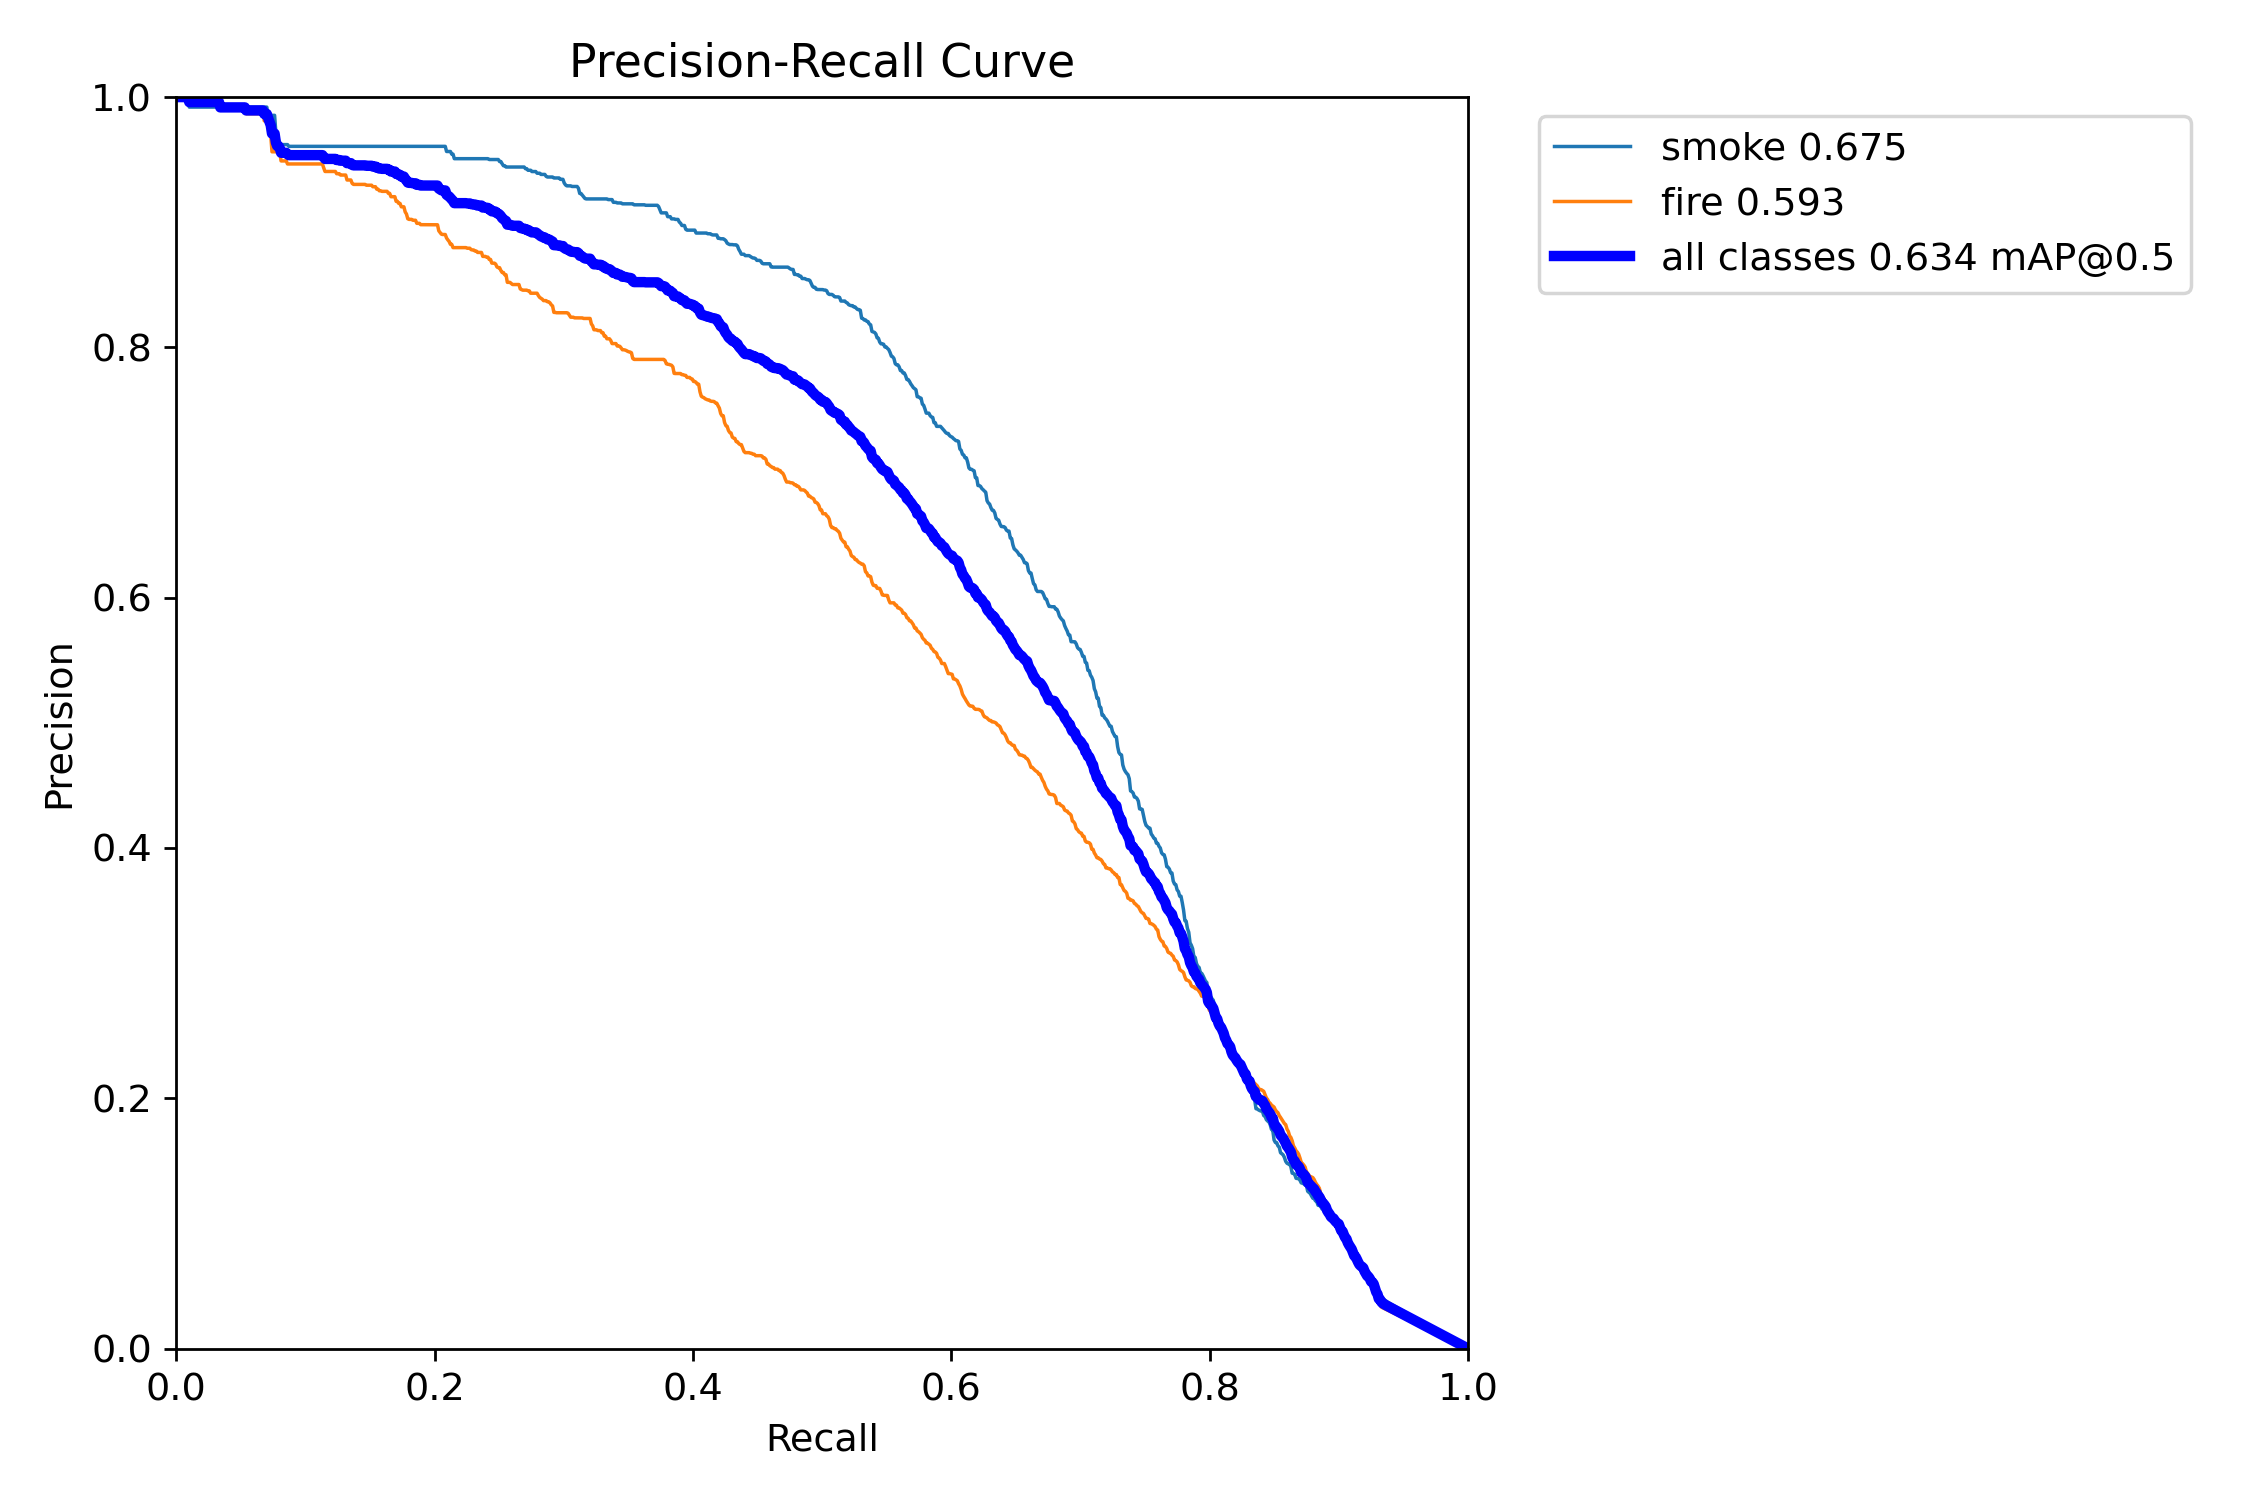 Precision-Recall Curve
1.0
0.8
0.6
0.4
0.2
0.0
Precision
0.0 0.2 0.4 0.6 0.8 1.0
Recall
smoke 0.675
fire 0.593
all classes 0.634 mAP@0.5